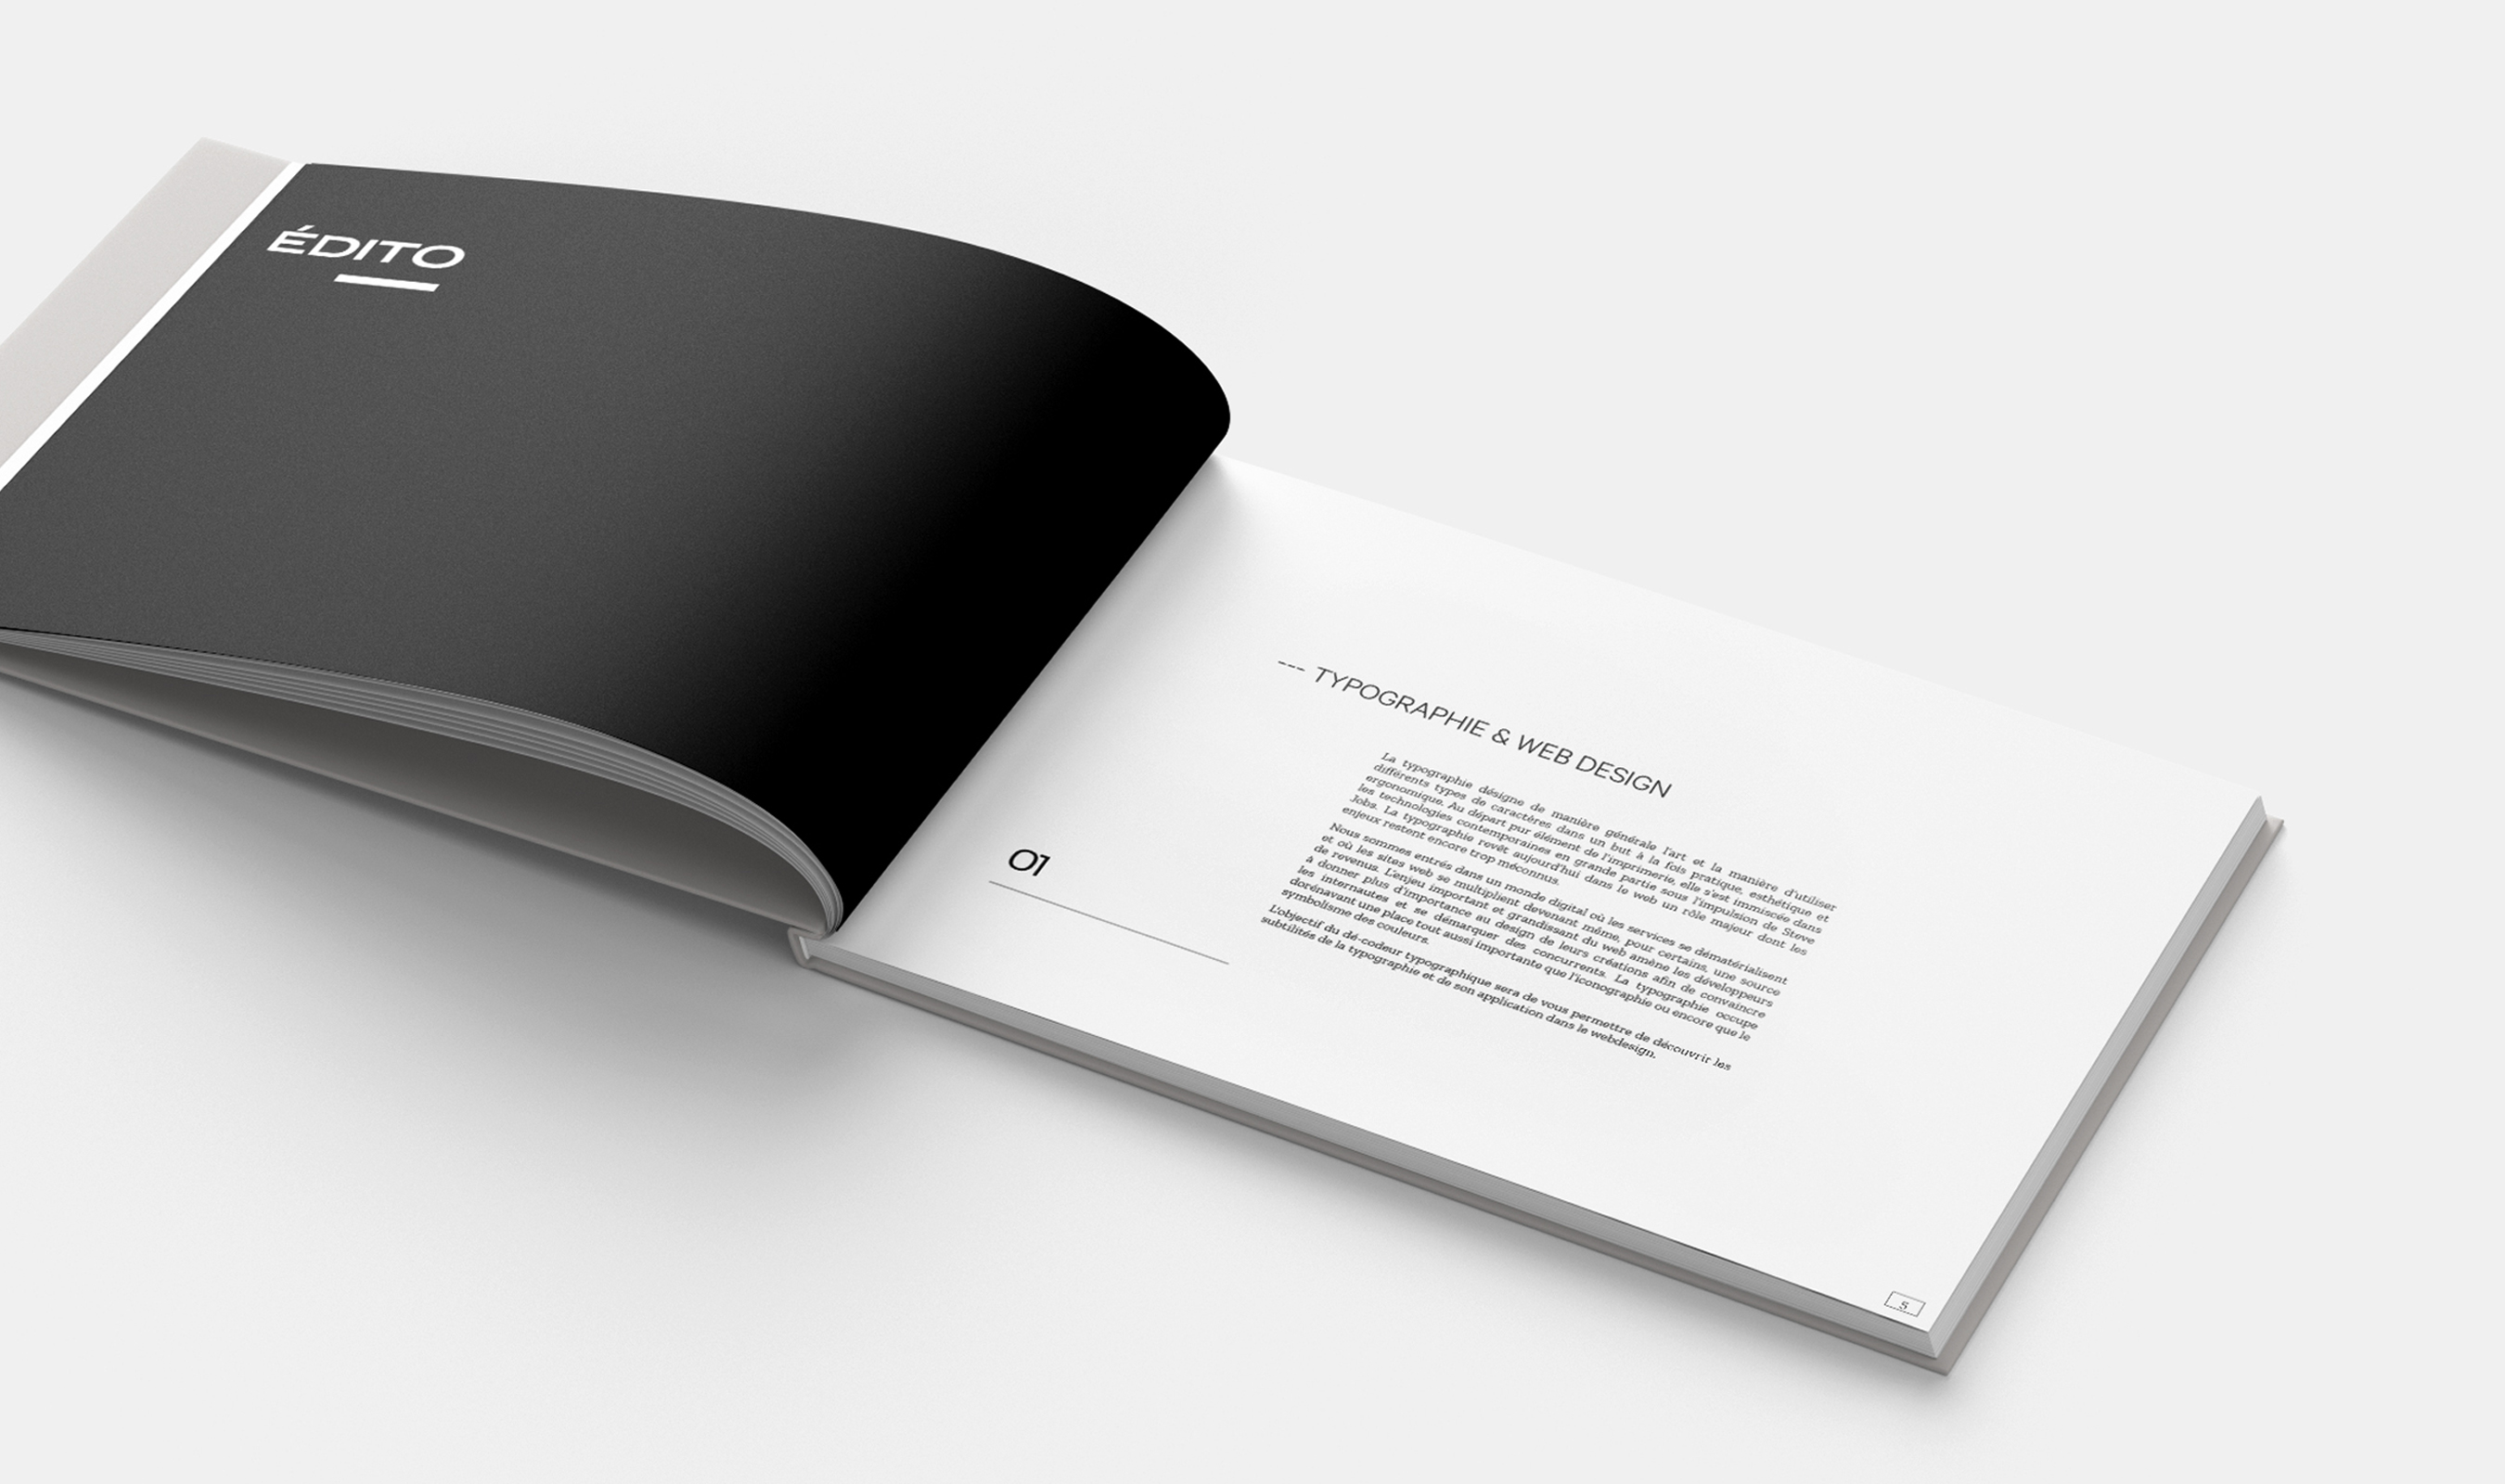 ÉDITO
--- TYPOGRAPHIE & WEB DESIGN
La typographie désigne de manière générale l'art et la manière d'utiliser
différents types de caractères dans un but à la fois pratique, esthétique et
ergonomique. Au départ pur élément de l'imprimerie, elle s'est immiscée dans
les technologies contemporaines en grande partie sous l'impulsion de Steve
Jobs. La typographie revêt aujourd'hui dans le web un rôle majeur dont les
enjeux restent encore trop méconnus.
Nous sommes entrés dans un monde digital où les services se dématérialisent
et où les sites web se multiplient devenant même, pour certains, une source
de revenus. L'enjeu important et grandissant du web amène les développeurs
à donner plus d'importance au design de leurs créations afin de convaincre
les internautes et se démarquer des concurrents. La typographie occupe
dorénavant une place tout aussi importante que l'iconographie ou encore que le
symbolisme des couleurs.
L'objectif du dé-codeur typographique sera de vous permettre de découvrir les
subtilités de la typographie et de son application dans le webdesign.
01
5